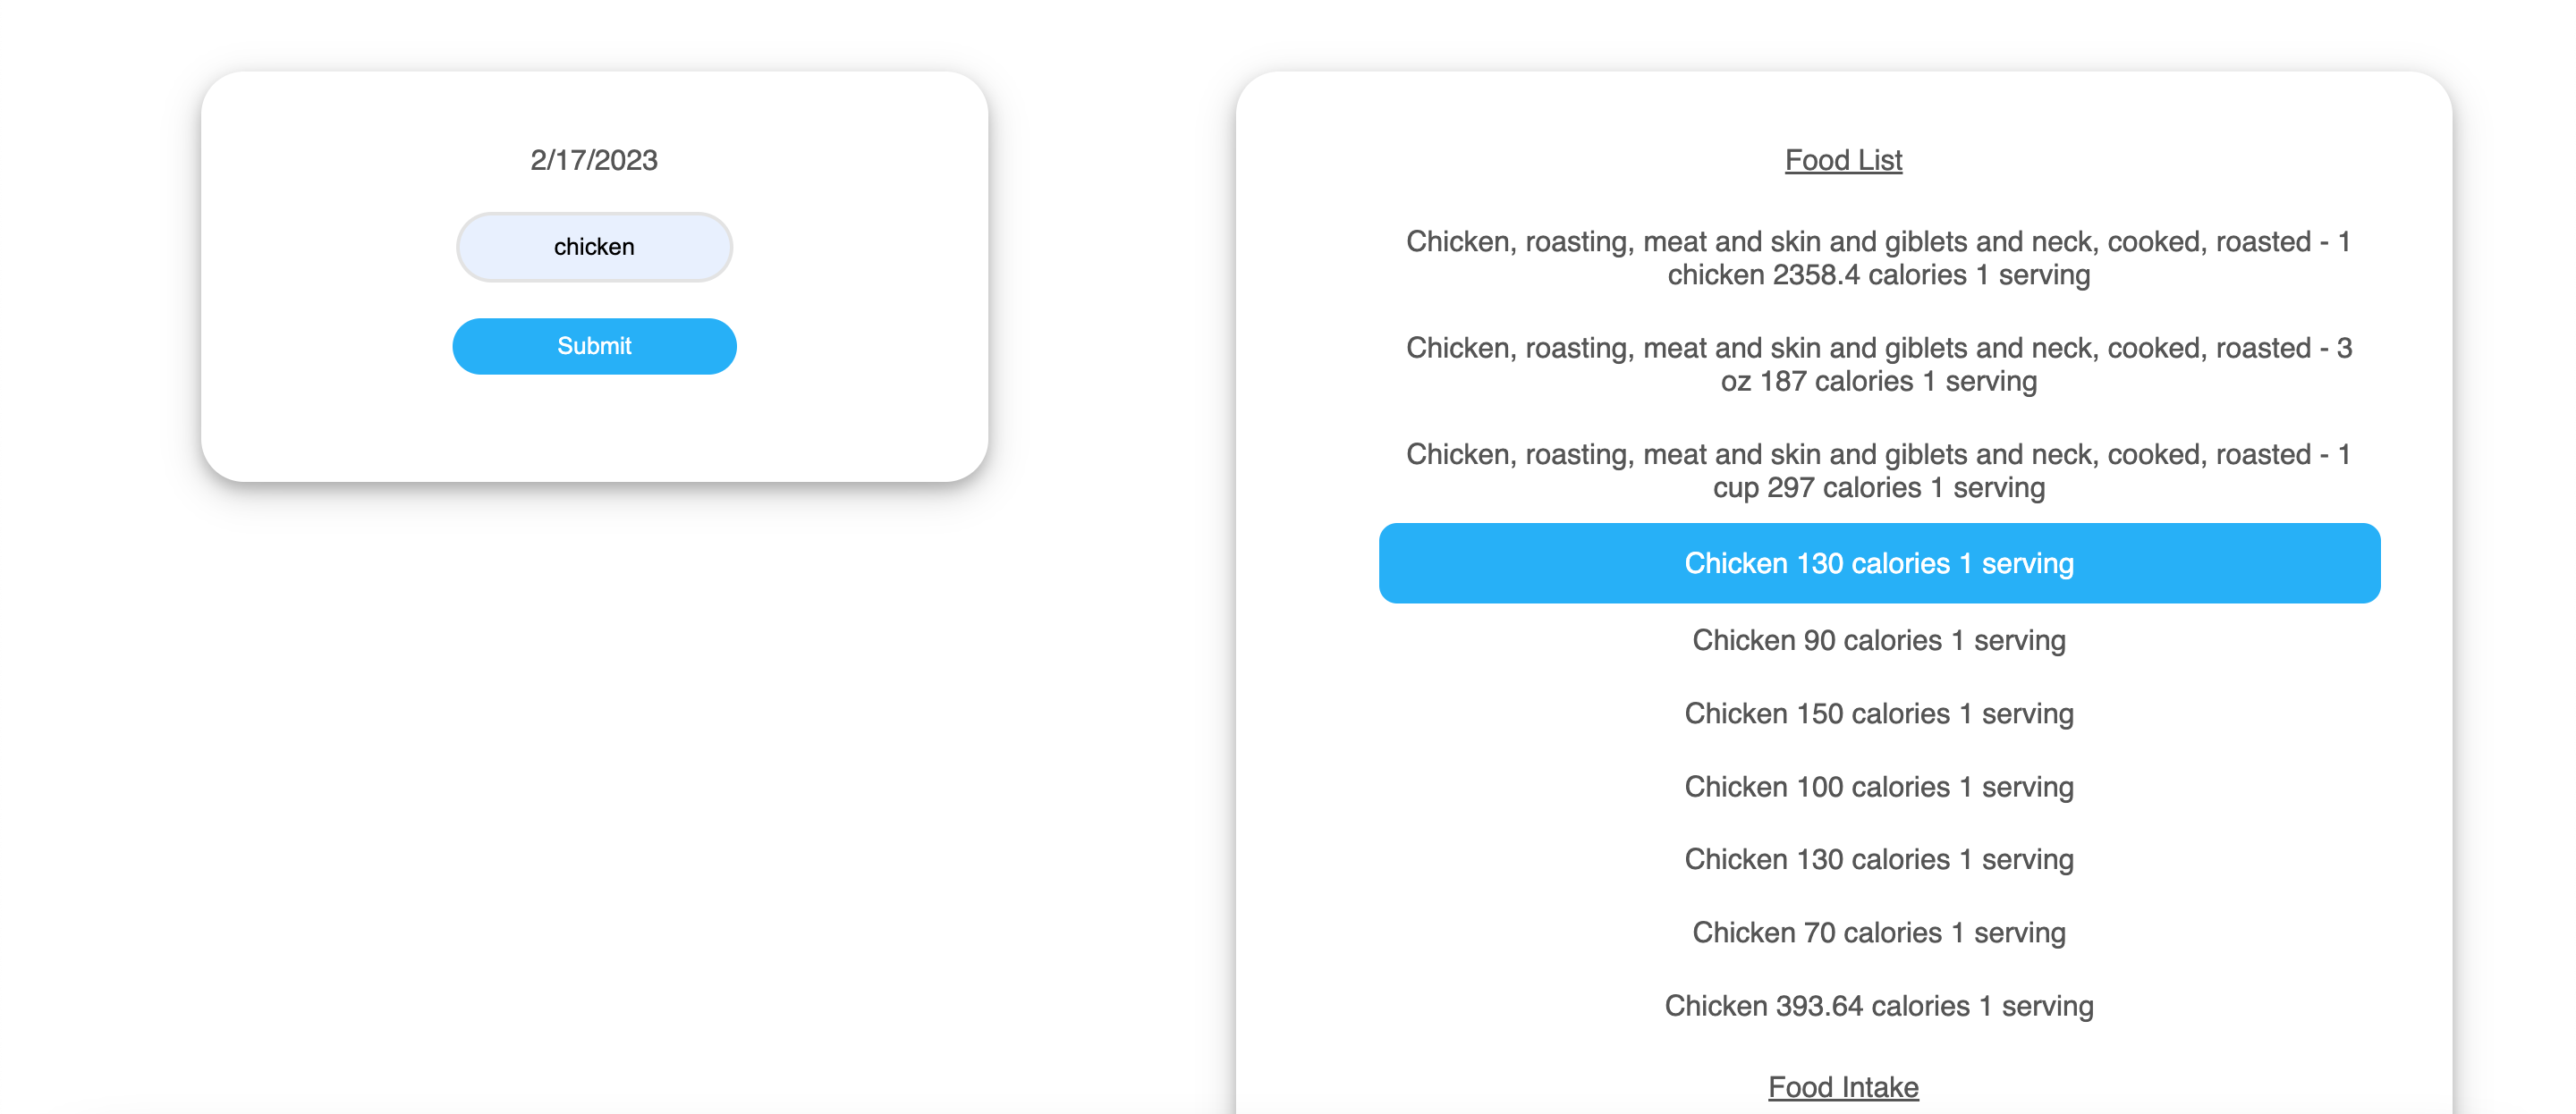 2/17/2023
chicken
Submit
Food List
Chicken, roasting, meat and skin and giblets and neck, cooked, roasted - 1
chicken 2358.4 calories 1 serving
Chicken, roasting, meat and skin and giblets and neck, cooked, roasted - 3
oz 187 calories 1 serving
Chicken, roasting, meat and skin and giblets and neck, cooked, roasted - 1
cup 297 calories 1 serving
Chicken 130 calories 1 serving
Chicken 90 calories 1 serving
Chicken 150 calories 1 serving
Chicken 100 calories 1 serving
Chicken 130 calories 1 serving
Chicken 70 calories 1 serving
Chicken 393.64 calories 1 serving
Food Intake